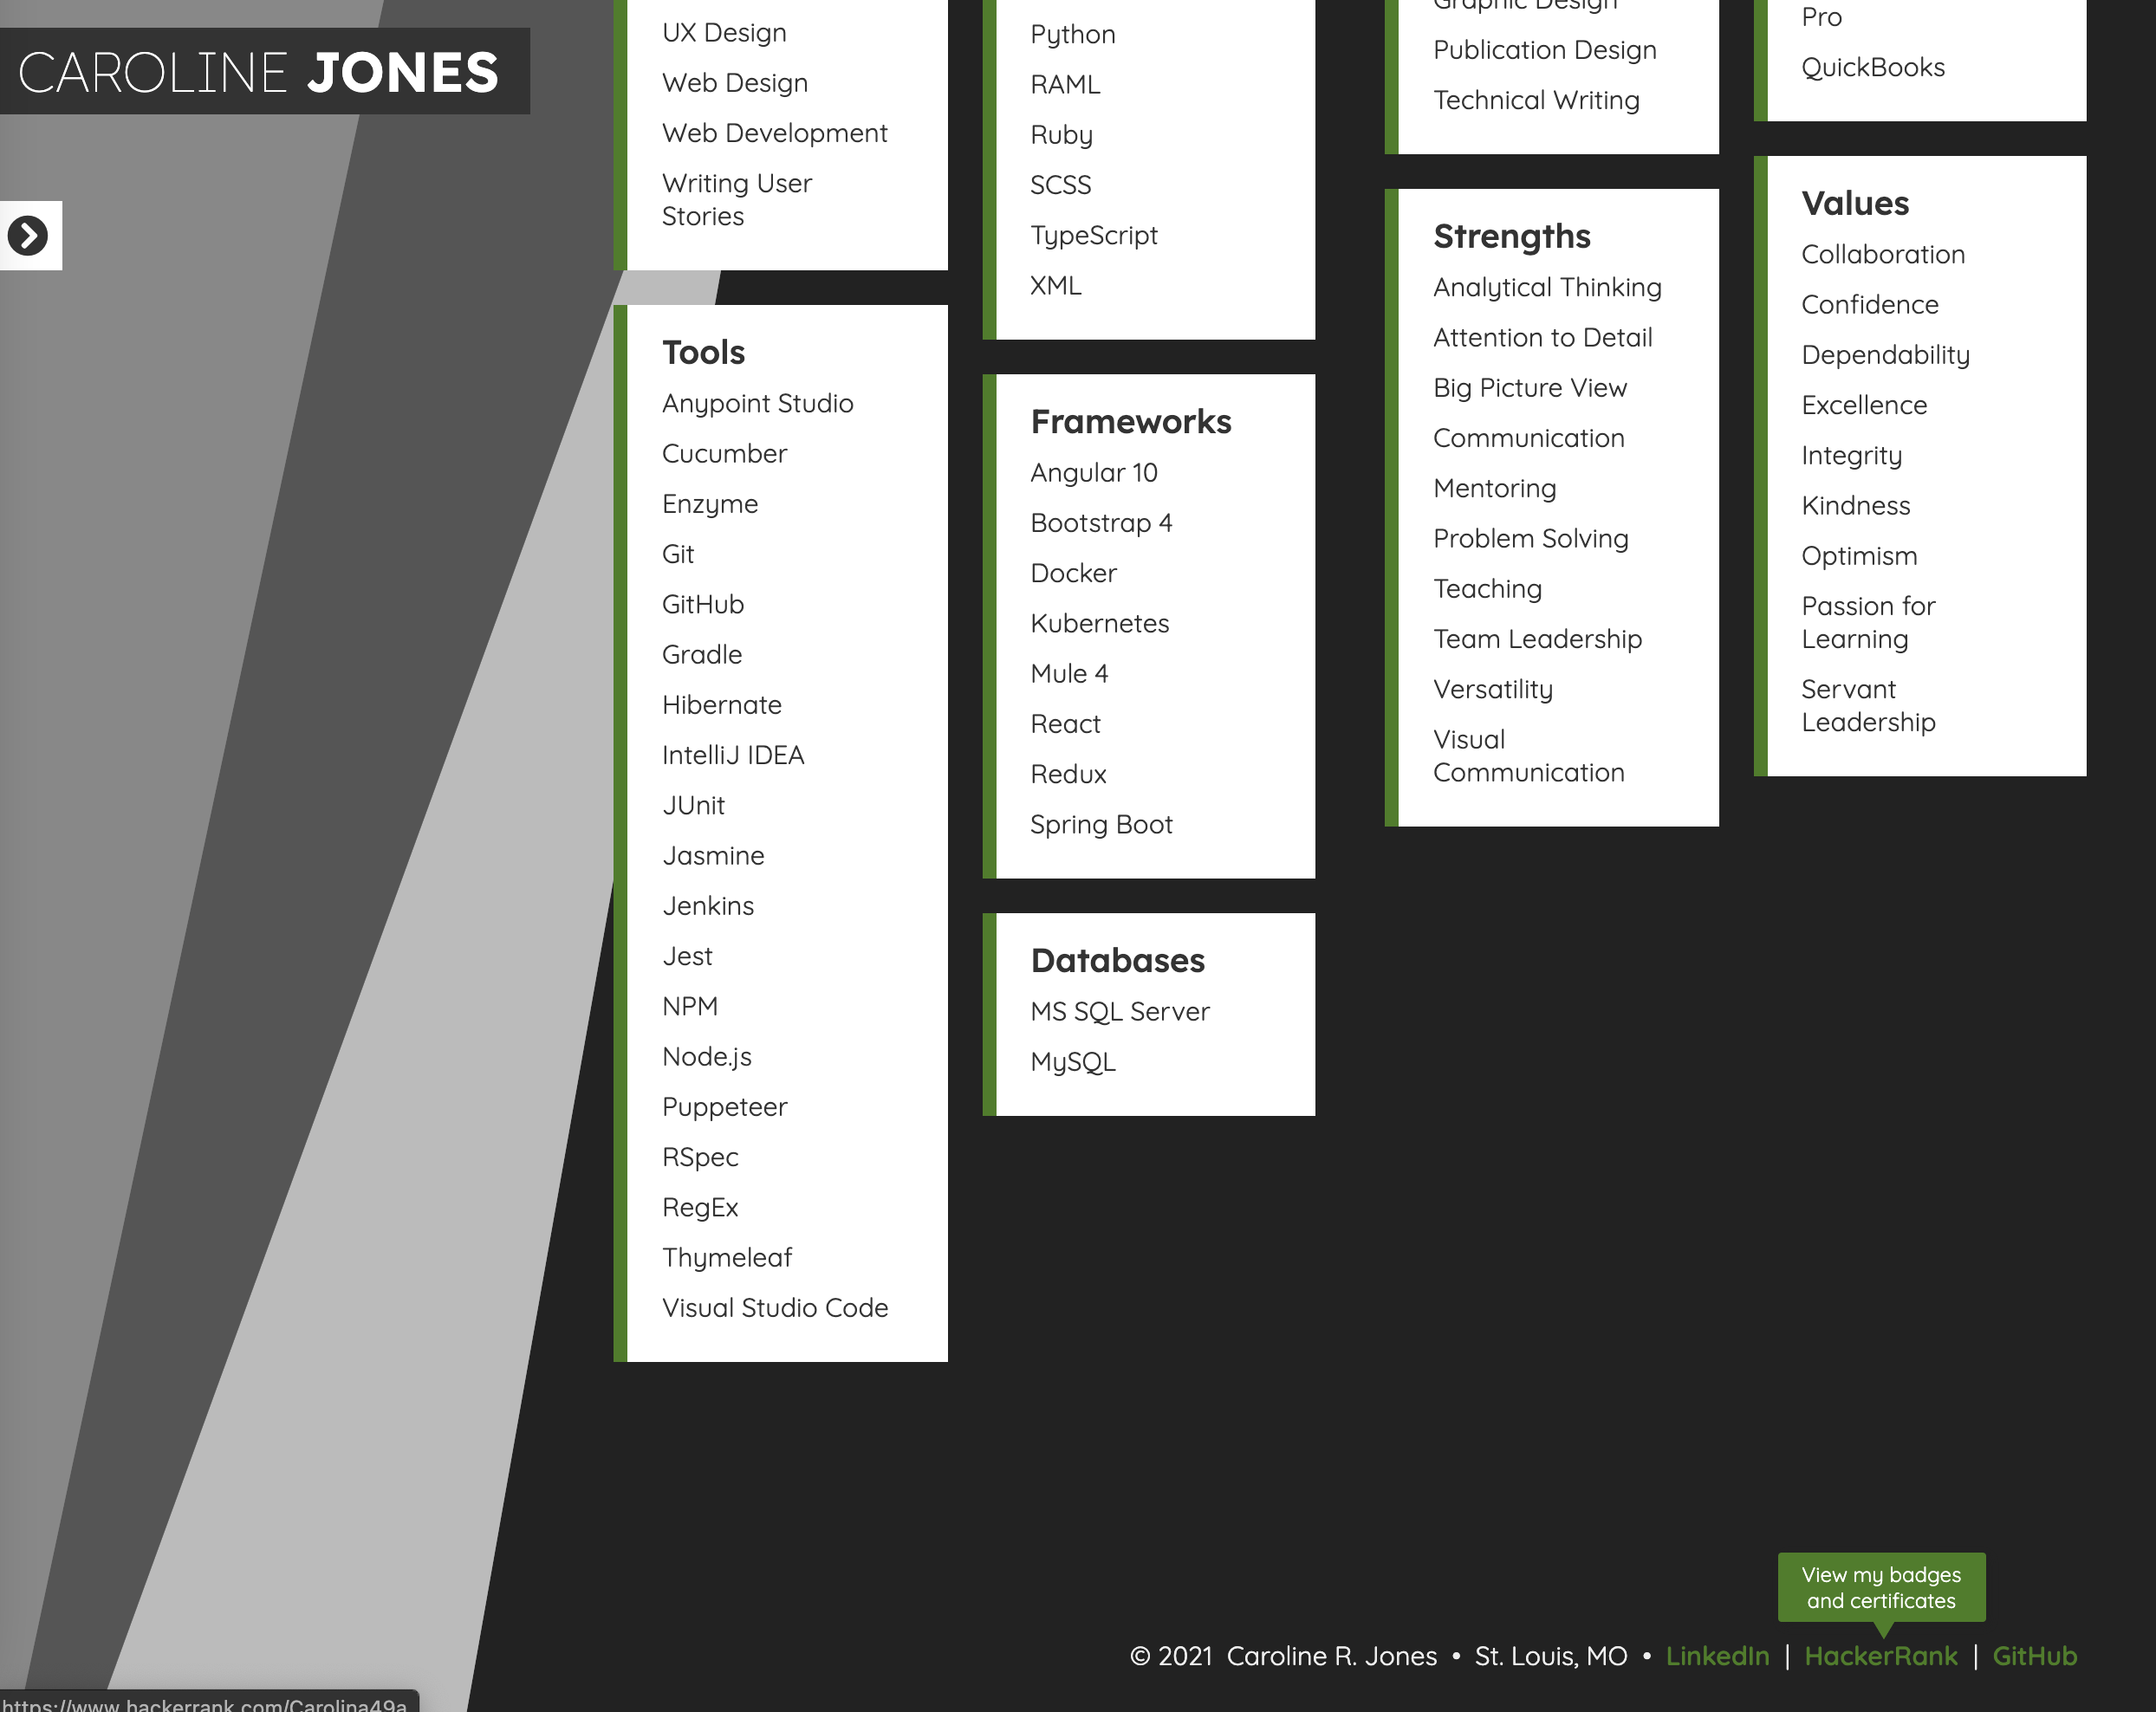 CAROLINE JONES
UX Design
Web Design
Web Development
Writing User
Stories
Tools
Anypoint Studio
Cucumber
Enzyme
Git
GitHub
Gradle
Hibernate
IntelliJ IDEA
JUnit
Jasmine
Jenkins
Jest
NPM
Node.js
Puppeteer
RSpec
RegEx
Thymeleaf
Visual Studio Code
Python
RAML
Ruby
SCSS
TypeScript
XML
Frameworks
Angular 10
Bootstrap 4
Docker
Kubernetes
Mule 4
React
Redux
Spring Boot
Databases
MS SQL Server
MySQL
Graphic Design
Publication Design
Technical Writing
Strengths
Analytical Thinking
Attention to Detail
Big Picture View
Communication
Mentoring
Problem Solving
Teaching
Team Leadership
Versatility
Visual
Communication
Pro
QuickBooks
Values
Collaboration
Confidence
Dependability
Excellence
Integrity
Kindness
Optimism
Passion for
Learning
Servant
Leadership
View my badges
and certificates
© 2021 Caroline R. Jones • St. Louis, MO • LinkedIn | HackerRank | GitHub
https://www.hackerrank.com/Carolina49a